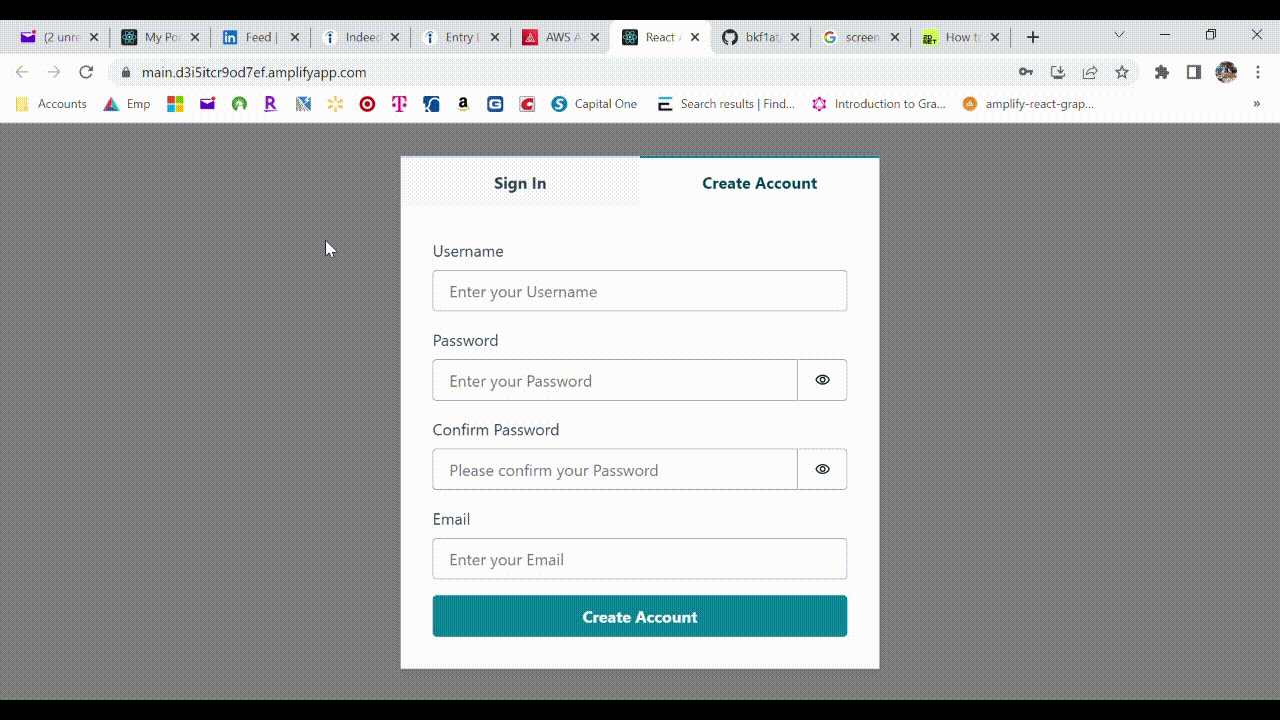 (2 unre
My Po
Feed |
Indeed
Entry L
AWS A
React A
bkf1at
screen
How to
main.d3i5itcr9od7ef.amplifyapp.com
Accounts
Emp
Capital One
Search results | Find...
Introduction to Gra...
amplify-react-grap...
Sign In
Create Account
Username
Enter your Username
Password
Enter your Password
Confirm Password
Please confirm your Password
Email
Enter your Email
Create Account